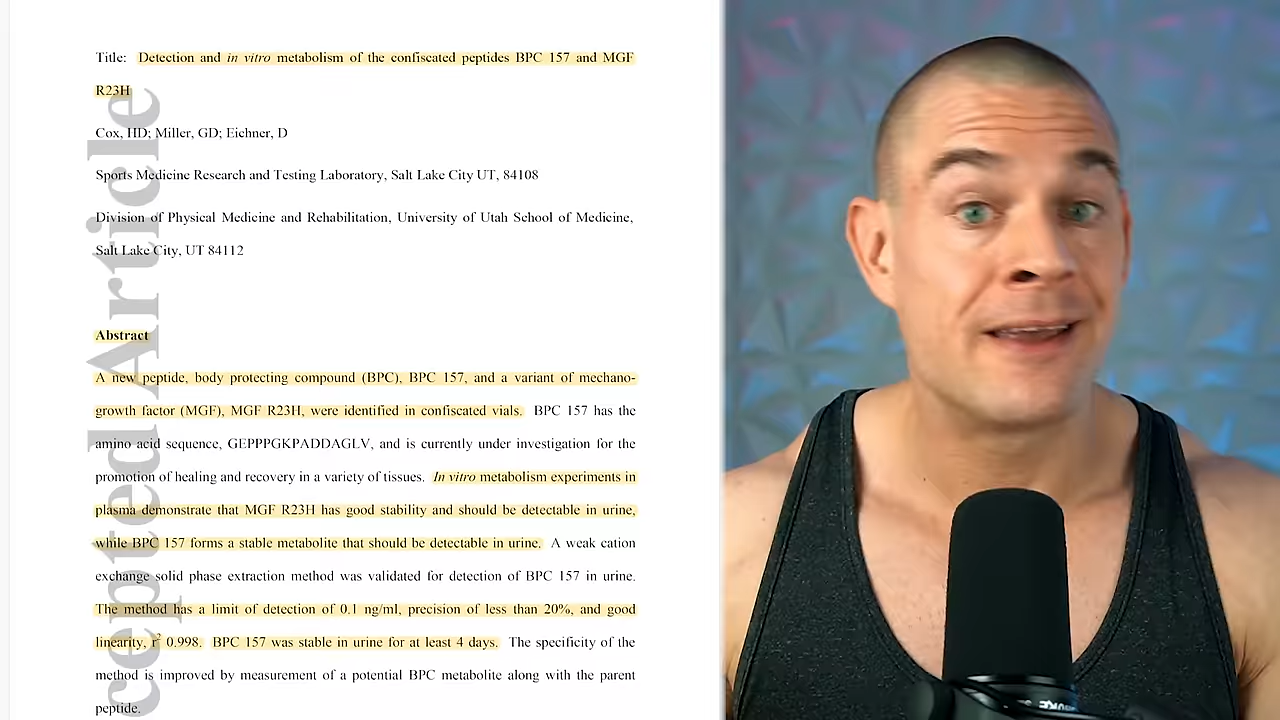 Title: Detection and in vitro metabolism of the confiscated peptides BPC 157 and MGF
R23H
Cox, HD; Miller, GD; Eichner, D
Sports Medicine Research and Testing Laboratory, Salt Lake City UT, 84108
Division of Physical Medicine and Rehabilitation, University of Utah School of Medicine,
Salt Lake City, UT 84112
Abstract
A new peptide, body protecting compound (BPC), BPC 157, and a variant of mechano-
growth factor (MGF), MGF R23H, were identified in confiscated vials. BPC 157 has the
amino acid sequence, GEPPPGKPADDAGLV, and is currently under investigation for the
promotion of healing and recovery in a variety of tissues. In vitro metabolism experiments in
plasma demonstrate that MGF R23H has good stability and should be detectable in urine,
while BPC 157 forms a stable metabolite that should be detectable in urine. A weak cation
exchange solid phase extraction method was validated for detection of BPC 157 in urine.
The method has a limit of detection of 0.1 ng/ml, precision of less than 20%, and good
linearity, r² 0.998. BPC 157 was stable in urine for at least 4 days. The specificity of the
method is improved by measurement of a potential BPC metabolite along with the parent
peptide.
cepted Article